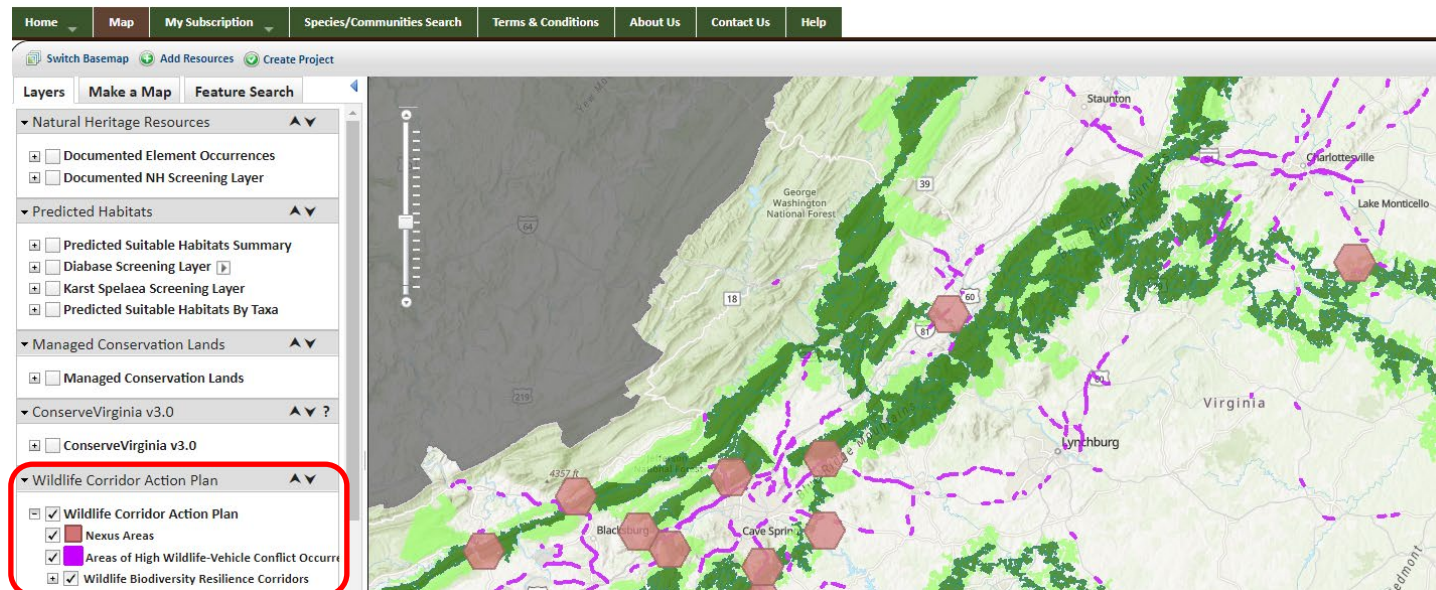 Home Map My Subscription Species/Communities Search Terms & Conditions About Us Contact Us Help
Switch Basemap Add Resources Create Project
Layers Make a Map Feature Search
Natural Heritage Resources
Documented Element Occurrences
Documented NH Screening Layer
Predicted Habitats
Predicted Suitable Habitats Summary
Diabase Screening Layer
Karst Spelaea Screening Layer
Predicted Suitable Habitats By Taxa
Managed Conservation Lands
Managed Conservation Lands
ConserveVirginia v3.0 ?
ConserveVirginia v3.0
Wildlife Corridor Action Plan
Wildlife Corridor Action Plan
Nexus Areas
Areas of High Wildlife-Vehicle Conflict Occurre
Wildlife Biodiversity Resilience Corridors
Staunton
64
Charlottesville
39
George
Washington
National Forest
Lake Monticello
64
18
60
81
219
60
Virginia
Lynchburg
4357 ft
Blacksburg
Cave Sprin
edmont